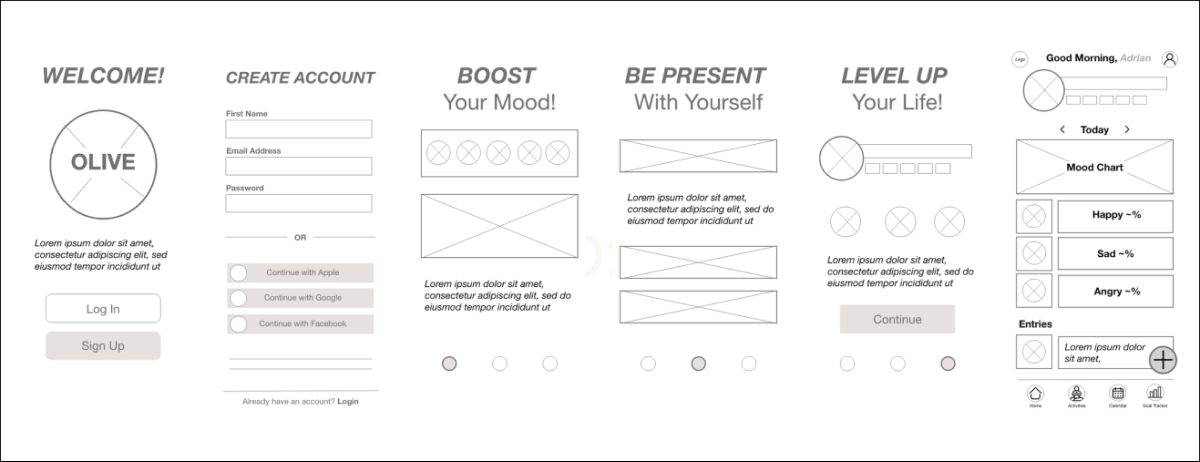 WELCOME!
OLIVE
Lorem ipsum dolor sit amet,
consectetur adipiscing elit, sed
eiusmod tempor incididunt ut
Log In
Sign Up
CREATE ACCOUNT
First Name
Email Address
Password
OR
Continue with Apple
Continue with Google
Continue with Facebook
Already have an account? Login
BOOST
Your Mood!
Lorem ipsum dolor sit amet,
consectetur adipiscing elit, sed do
eiusmod tempor incididunt ut
BE PRESENT
With Yourself
Lorem ipsum dolor sit amet,
consectetur adipiscing elit, sed do
eiusmod tempor incididunt ut
LEVEL UP
Your Life!
Lorem ipsum dolor sit amet,
consectetur adipiscing elit, sed do
eiusmod tempor incididunt ut
Continue
Logo
Good Morning, Adrian
< Today >
Mood Chart
Happy ~%
Sad ~%
Angry ~%
Entries
Lorem ipsum dolor
sit amet,
Home
Activities
Calendar
Goal Tracker